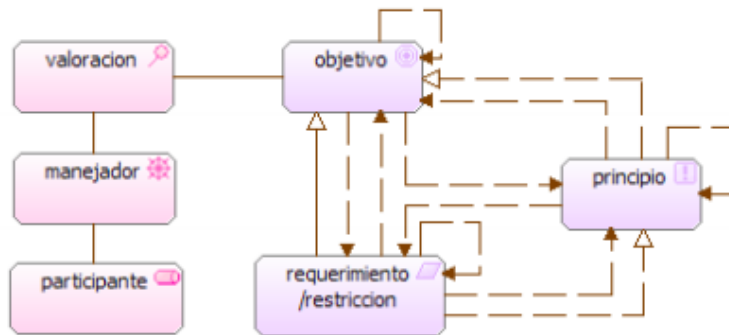 valoracion
objetivo
manejador
principio
participante
requerimiento
/restriccion